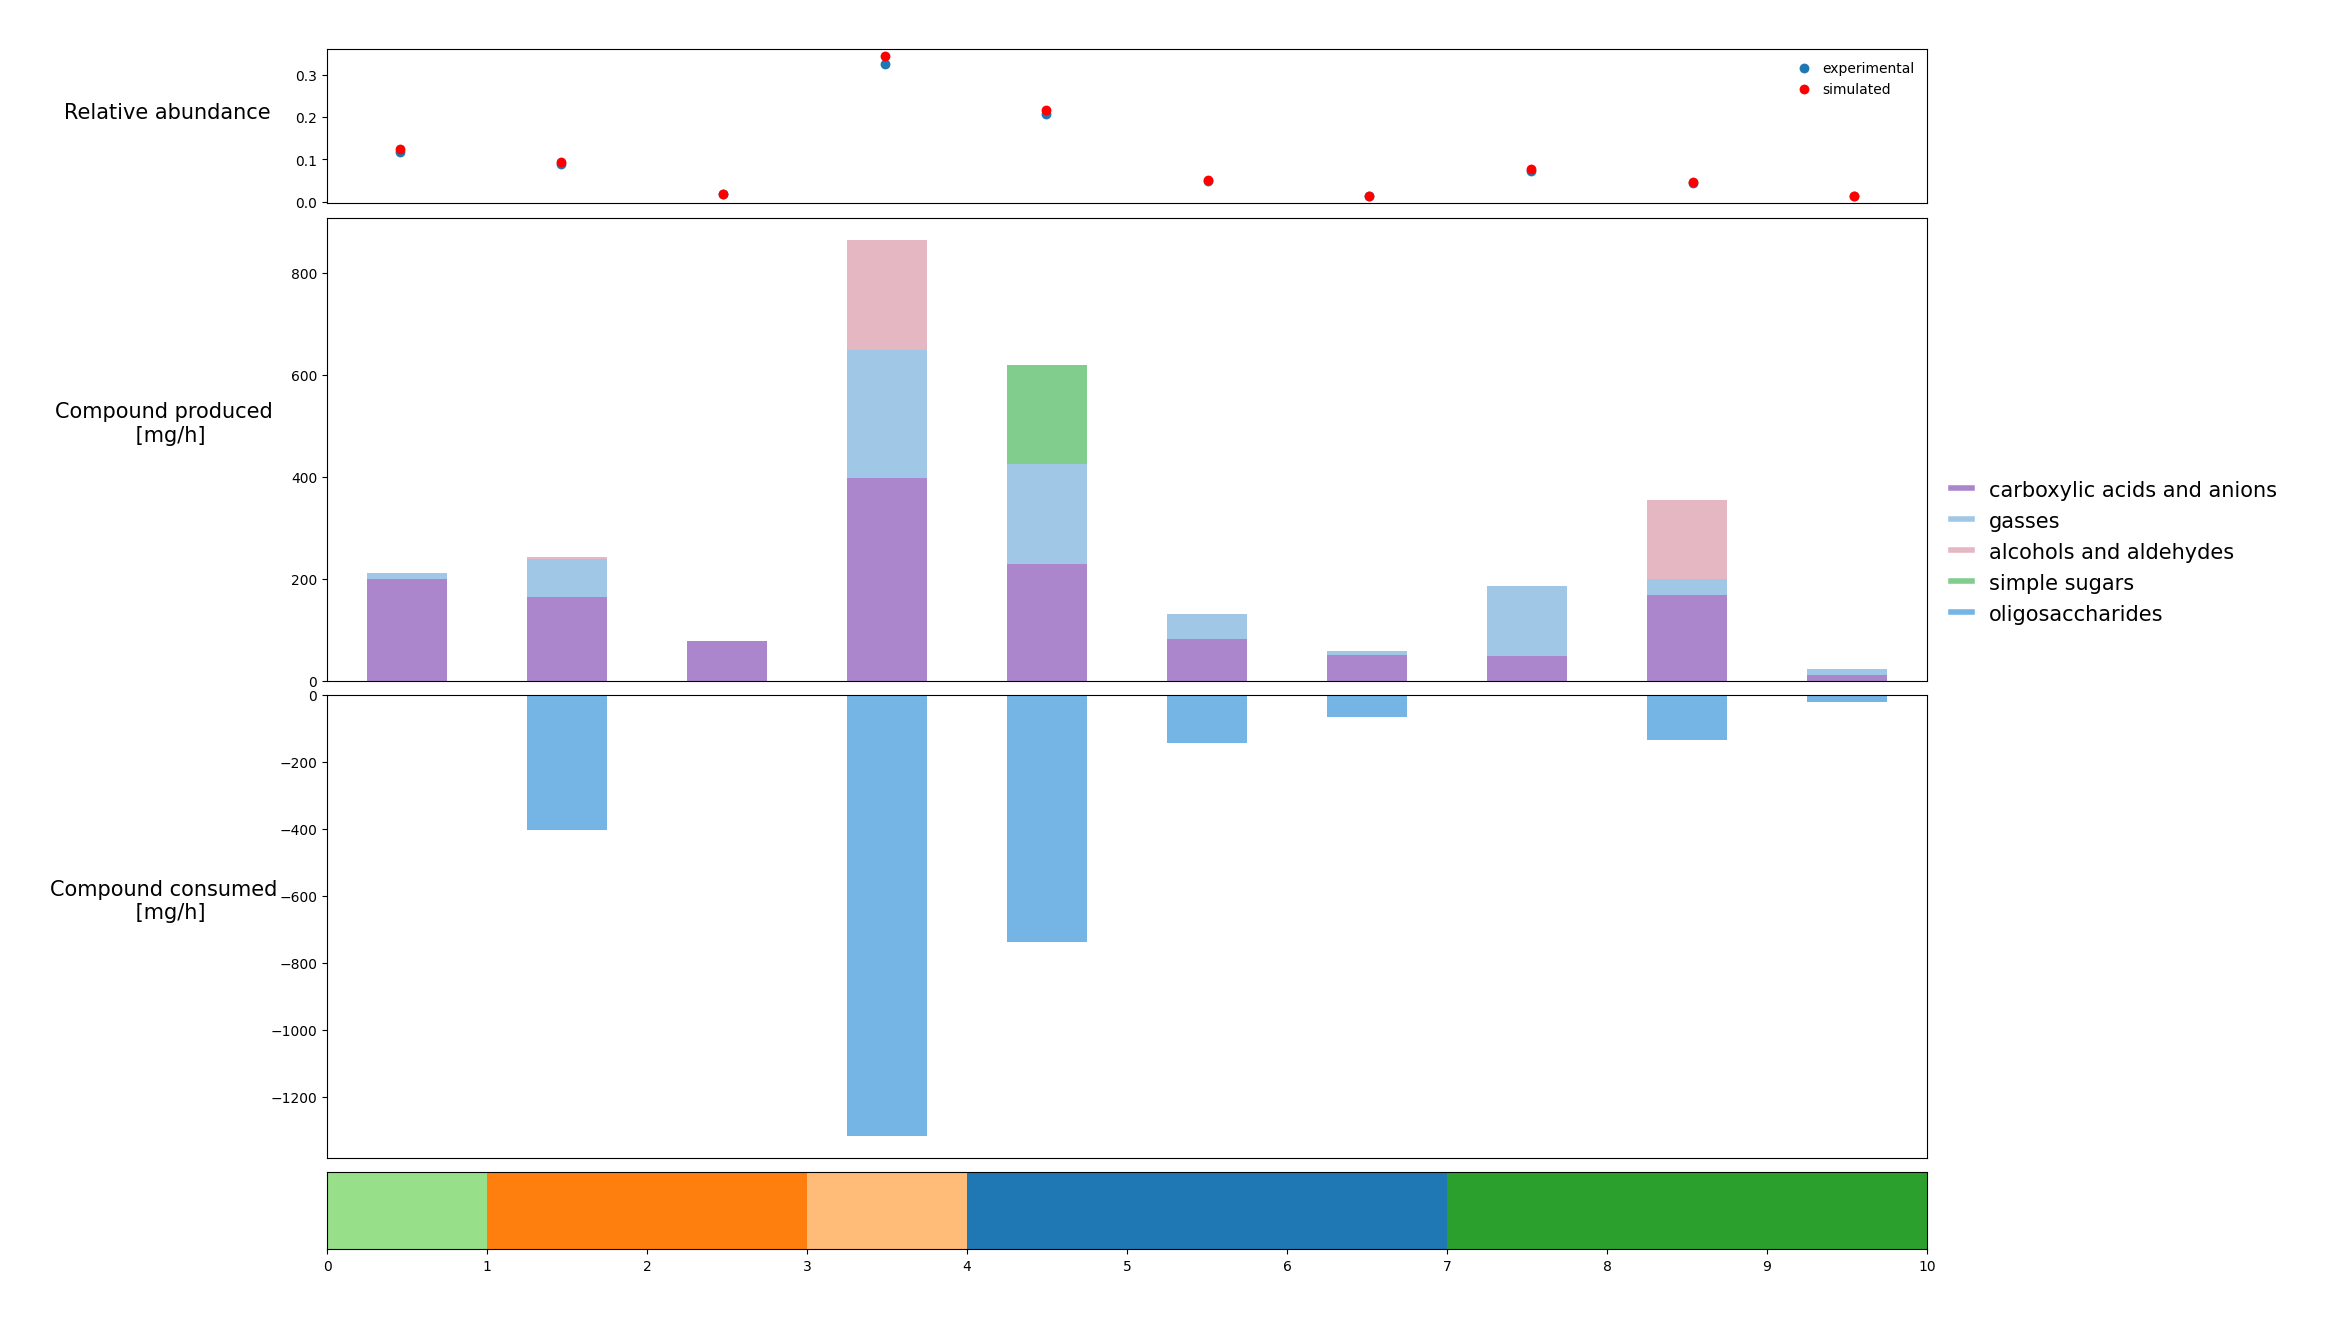 0.3
0.2
0.1
0.0
Relative abundance
experimental
simulated
800
600
400
200
0
Compound produced
[mg/h]
carboxylic acids and anions
gasses
alcohols and aldehydes
simple sugars
oligosaccharides
0
−200
−400
−600
−800
−1000
−1200
Compound consumed
[mg/h]
0 1 2 3 4 5 6 7 8 9 10